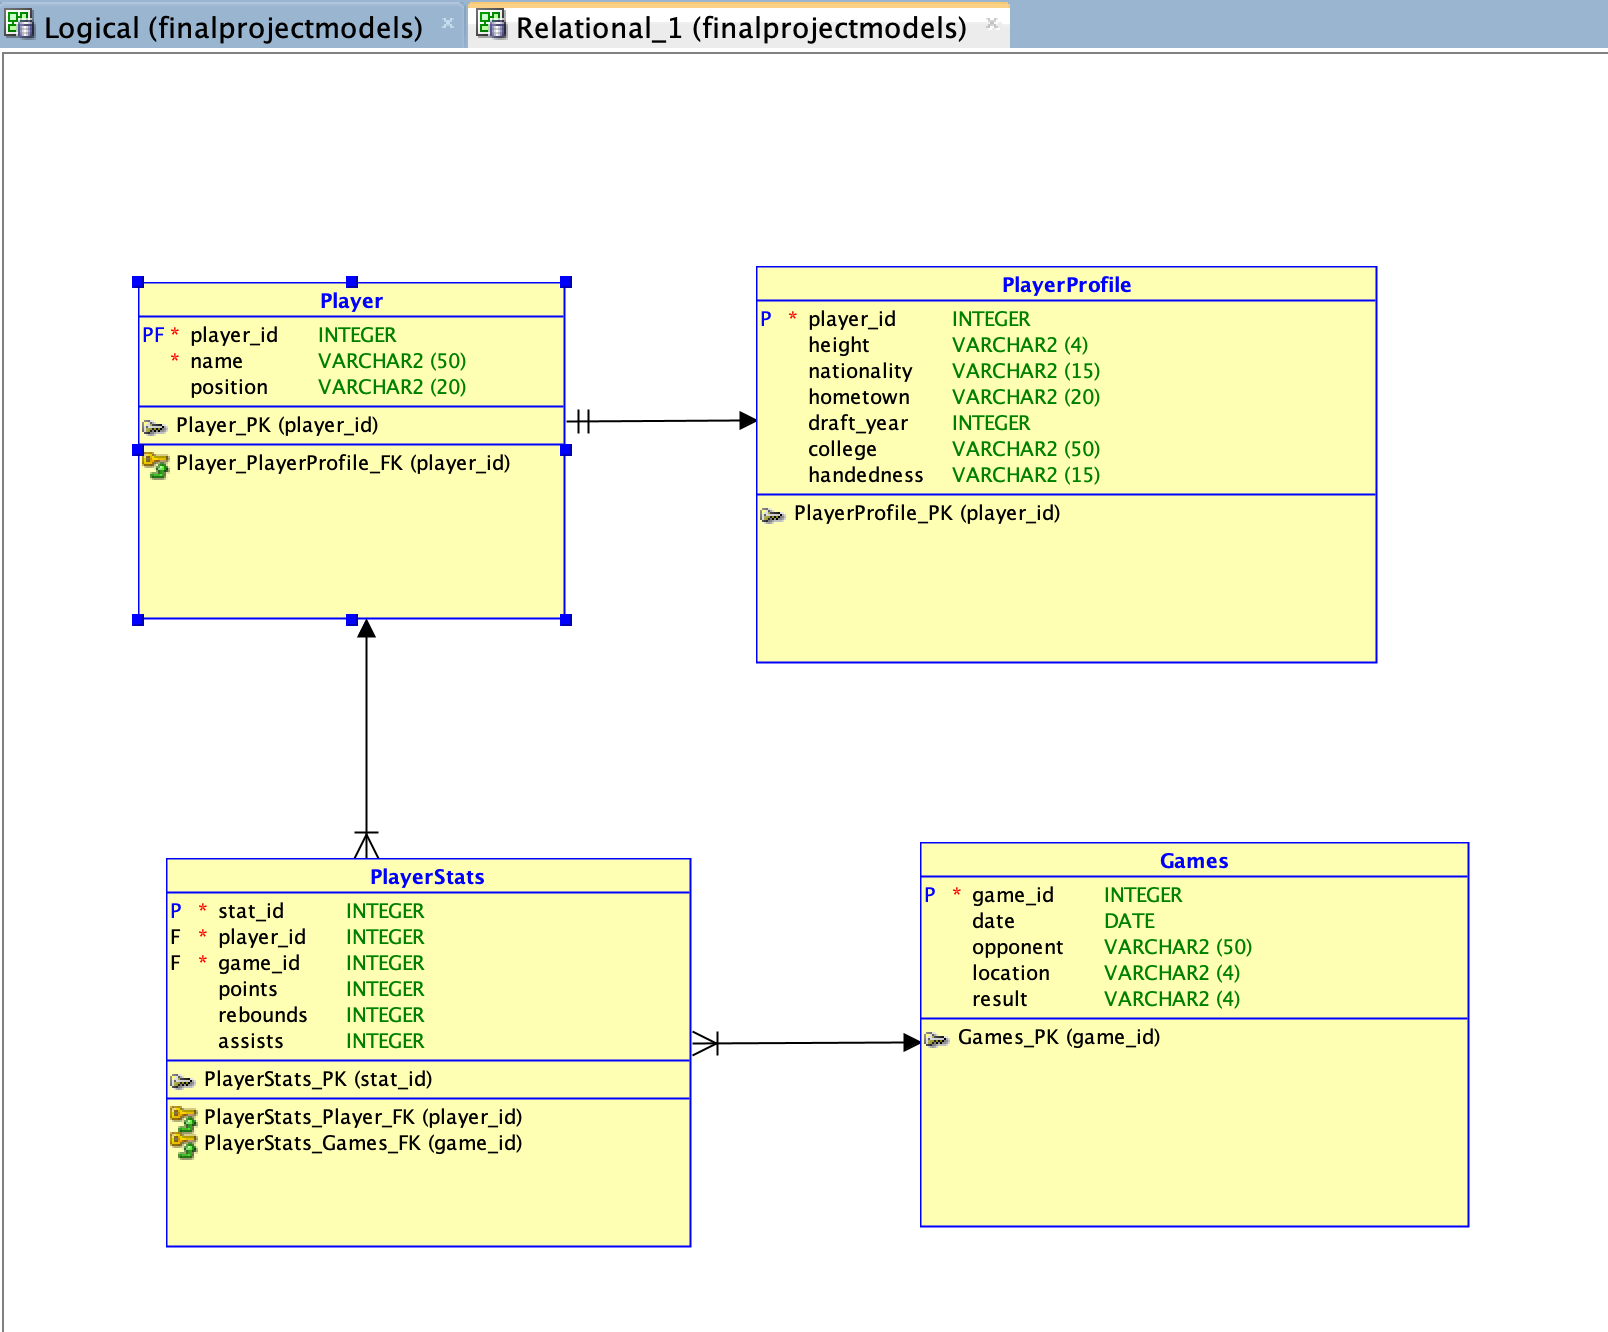 Logical (finalprojectmodels)
Relational_1 (finalprojectmodels)
Player
PF * player_id INTEGER
* name VARCHAR2 (50)
position VARCHAR2 (20)
Player_PK (player_id)
Player_PlayerProfile_FK (player_id)
PlayerProfile
P * player_id INTEGER
height VARCHAR2 (4)
nationality VARCHAR2 (15)
hometown VARCHAR2 (20)
draft_year INTEGER
college VARCHAR2 (50)
handedness VARCHAR2 (15)
PlayerProfile_PK (player_id)
PlayerStats
P * stat_id INTEGER
F * player_id INTEGER
F * game_id INTEGER
points INTEGER
rebounds INTEGER
assists INTEGER
PlayerStats_PK (stat_id)
PlayerStats_Player_FK (player_id)
PlayerStats_Games_FK (game_id)
Games
P * game_id INTEGER
date DATE
opponent VARCHAR2 (50)
location VARCHAR2 (4)
result VARCHAR2 (4)
Games_PK (game_id)